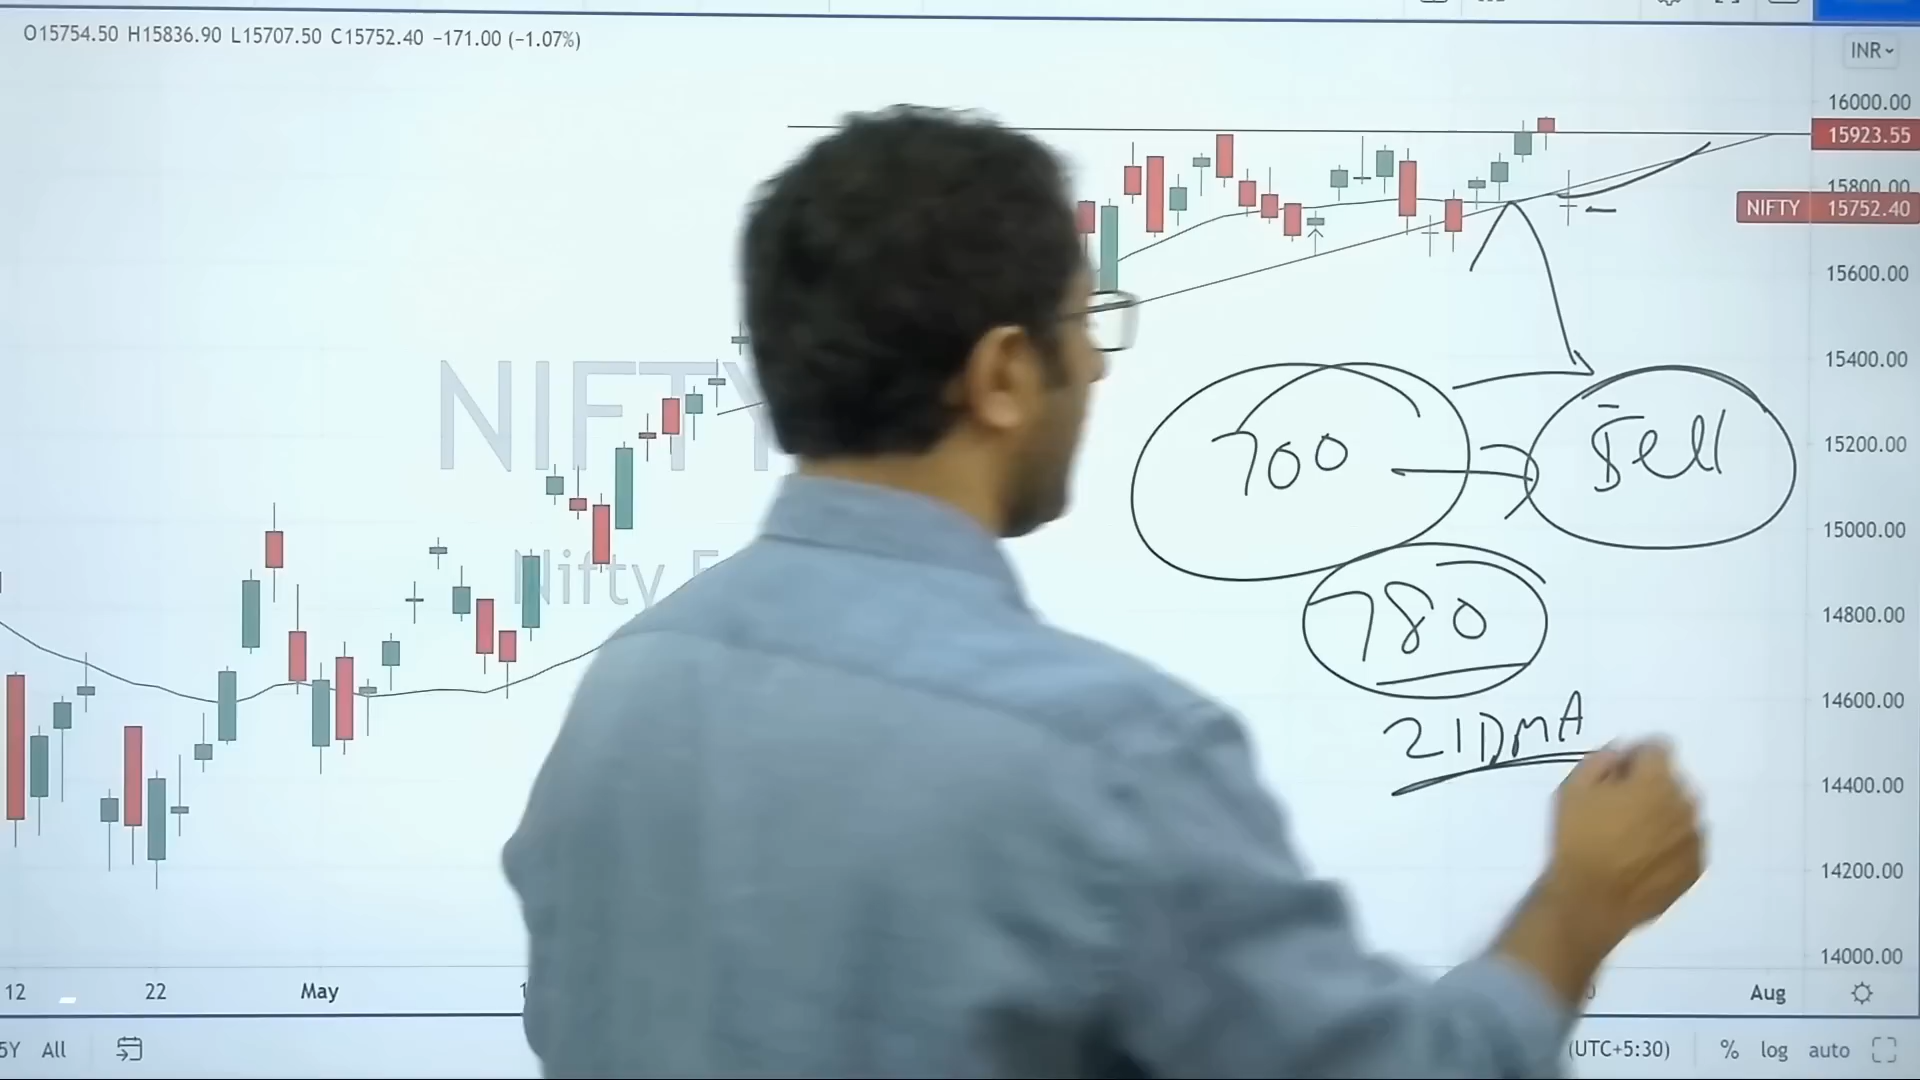 O15754.50 H15836.90 L15707.50 C15752.40 −171.00 (−1.07%)
INR
16000.00
15923.55
15800.00
NIFTY 15752.40
15600.00
15400.00
15200.00
15000.00
14800.00
14600.00
14400.00
14200.00
14000.00
NIFTY
Nifty
700
Sell
780
21DMA
12 22 May Aug
5Y All
(UTC+5:30) % log auto